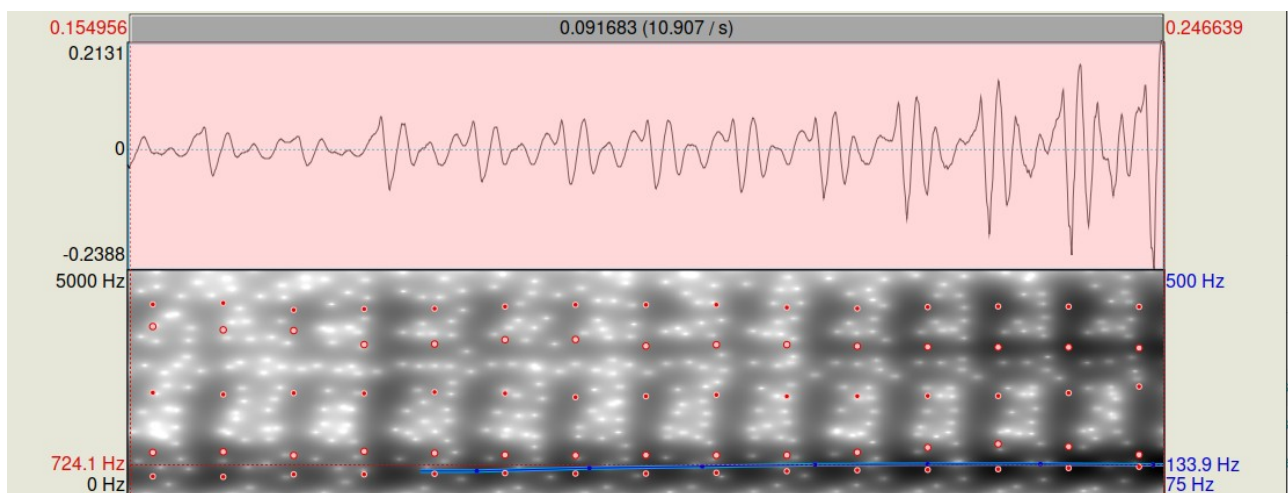 0.154956 0.091683 (10.907 / s) 0.246639
0.2131
0
-0.2388
5000 Hz 500 Hz
724.1 Hz 133.9 Hz
0 Hz 75 Hz